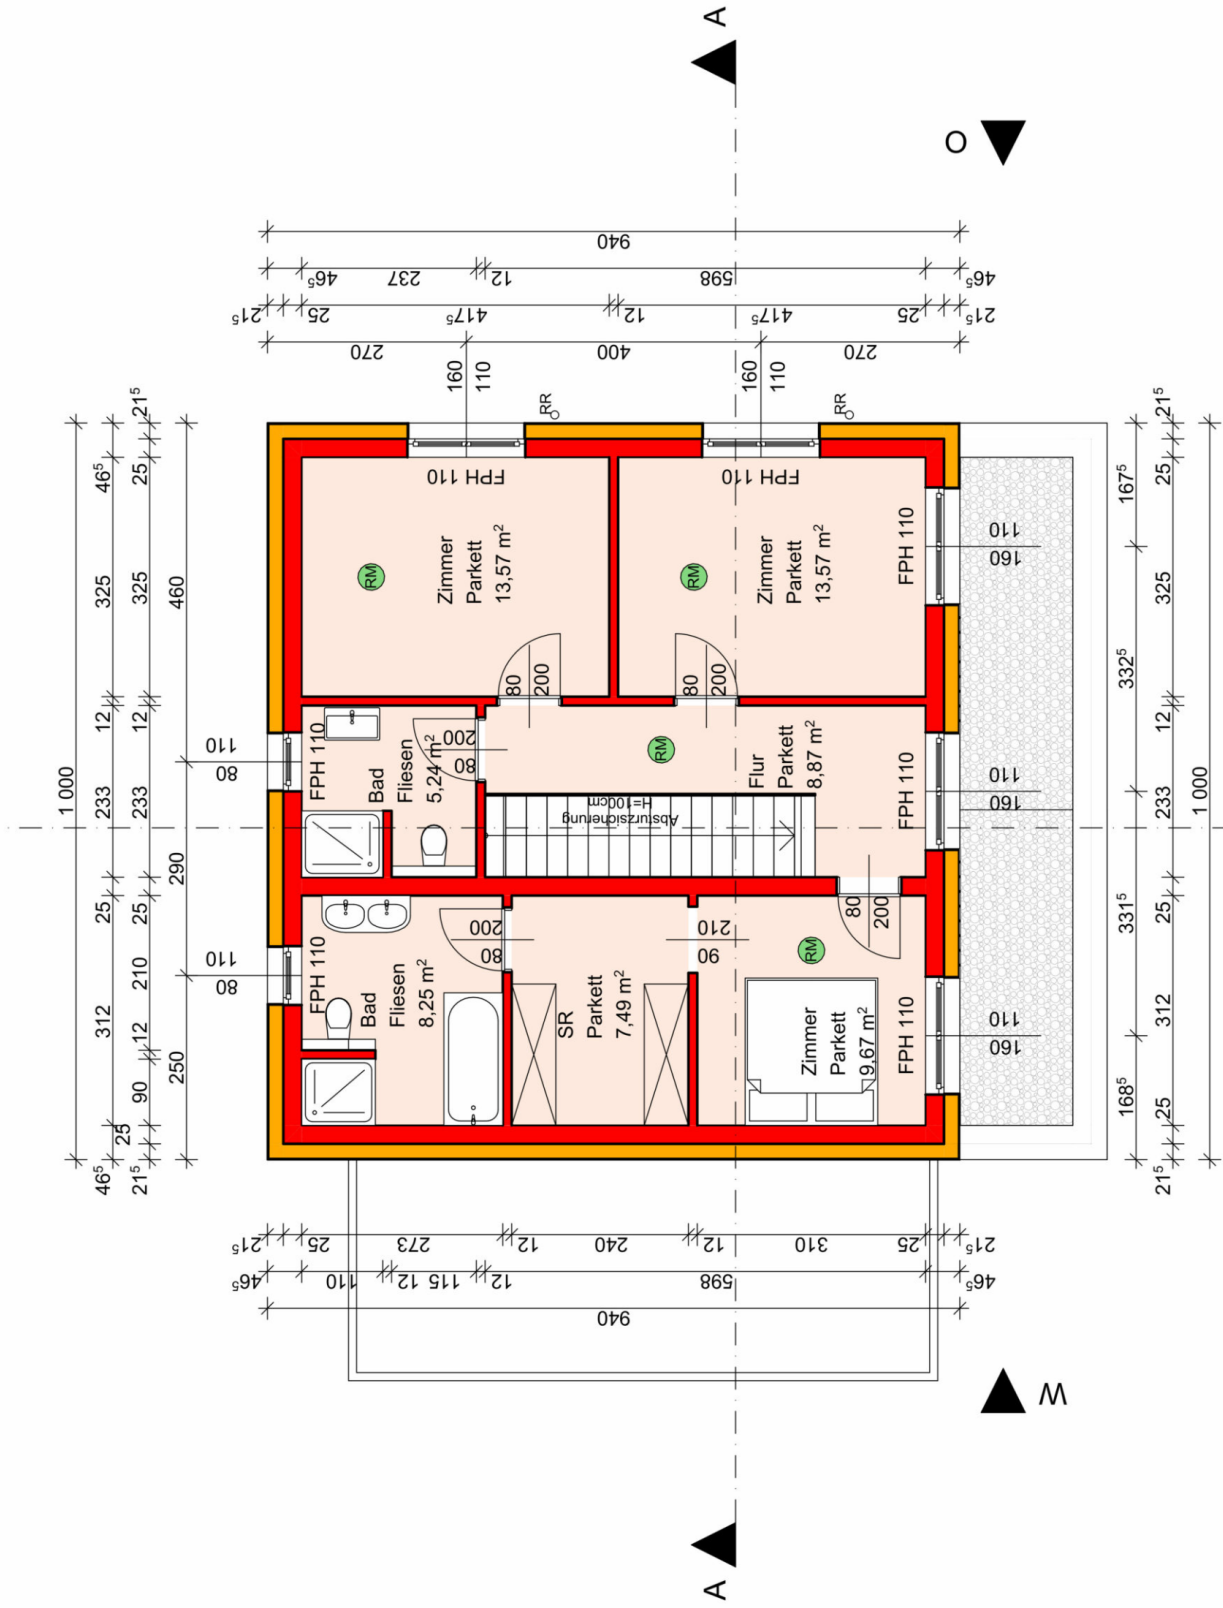 A
O
940
46⁵ 237 12 598 46⁵
21⁵ 25 417⁵ 12 417⁵ 25 21⁵
270 400 270
160
110
160
110
RR
RR
1 000
46⁵ 325 12 233 25 312 25 46⁵
21⁵ 25 325 12 233 25 210 12 90 21⁵
460 290 250
FPH 110
FPH 110
RM
Zimmer
Parkett
13,57 m²
RM
Zimmer
Parkett
13,57 m²
FPH 110
110
160
80
200
80
200
110
80
FPH 110
Bad
Fliesen
5,24 m²
200
80
RM
Flur
Parkett
8,87 m²
FPH 110
110
160
Absturzsicherung
H=100cm
110
80
FPH 110
Bad
Fliesen
8,25 m²
200
80
SR
Parkett
7,49 m²
210
90
80
200
RM
Zimmer
Parkett
9,67 m²
FPH 110
110
160
167⁵ 332⁵ 331⁵ 168⁵
21⁵ 25 325 12 233 25 312 25 21⁵
1 000
21⁵ 25 273 12 240 12 310 25 21⁵
46⁵ 110 12 115 12 598 46⁵
940
W
A